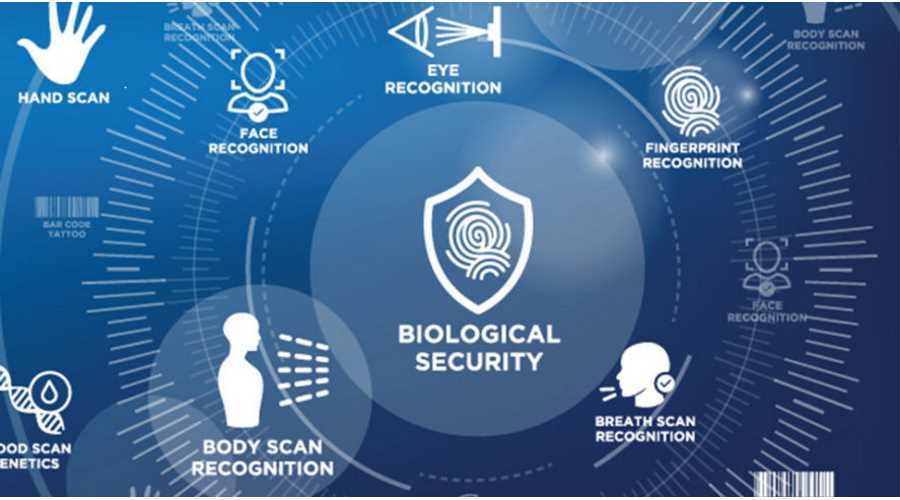 BREATH SCAN
RECOGNITION
BODY SCAN
RECOGNITION
HAND SCAN
EYE
RECOGNITION
FACE
RECOGNITION
FINGERPRINT
RECOGNITION
BAR CODE
TATTOO
FACE
RECOGNITION
BIOLOGICAL
SECURITY
BREATH SCAN
RECOGNITION
BODY SCAN
RECOGNITION
OOD SCAN
ENETICS